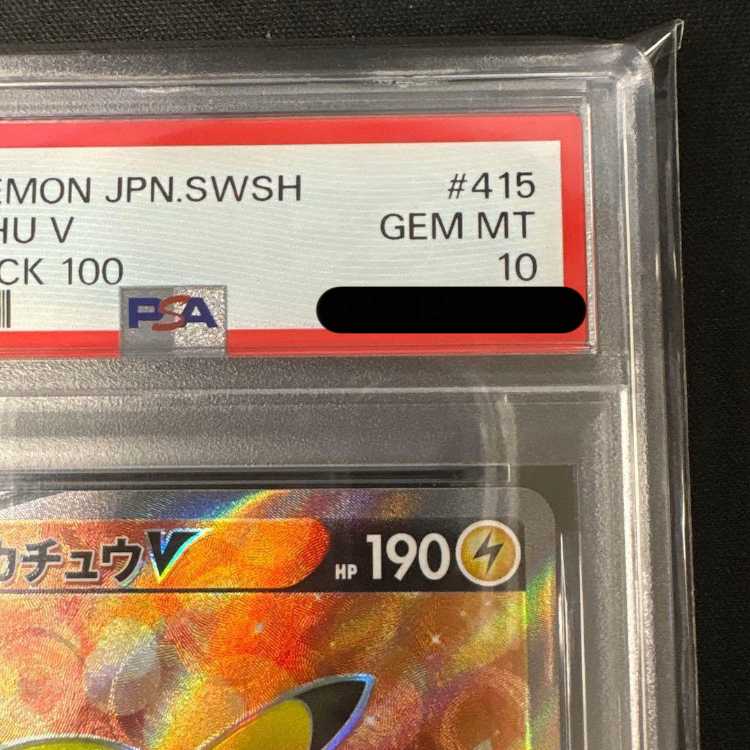 EMON JPN.SWSH #415
HU V GEM MT
CK 100 10
PSA
カチュウV HP 190